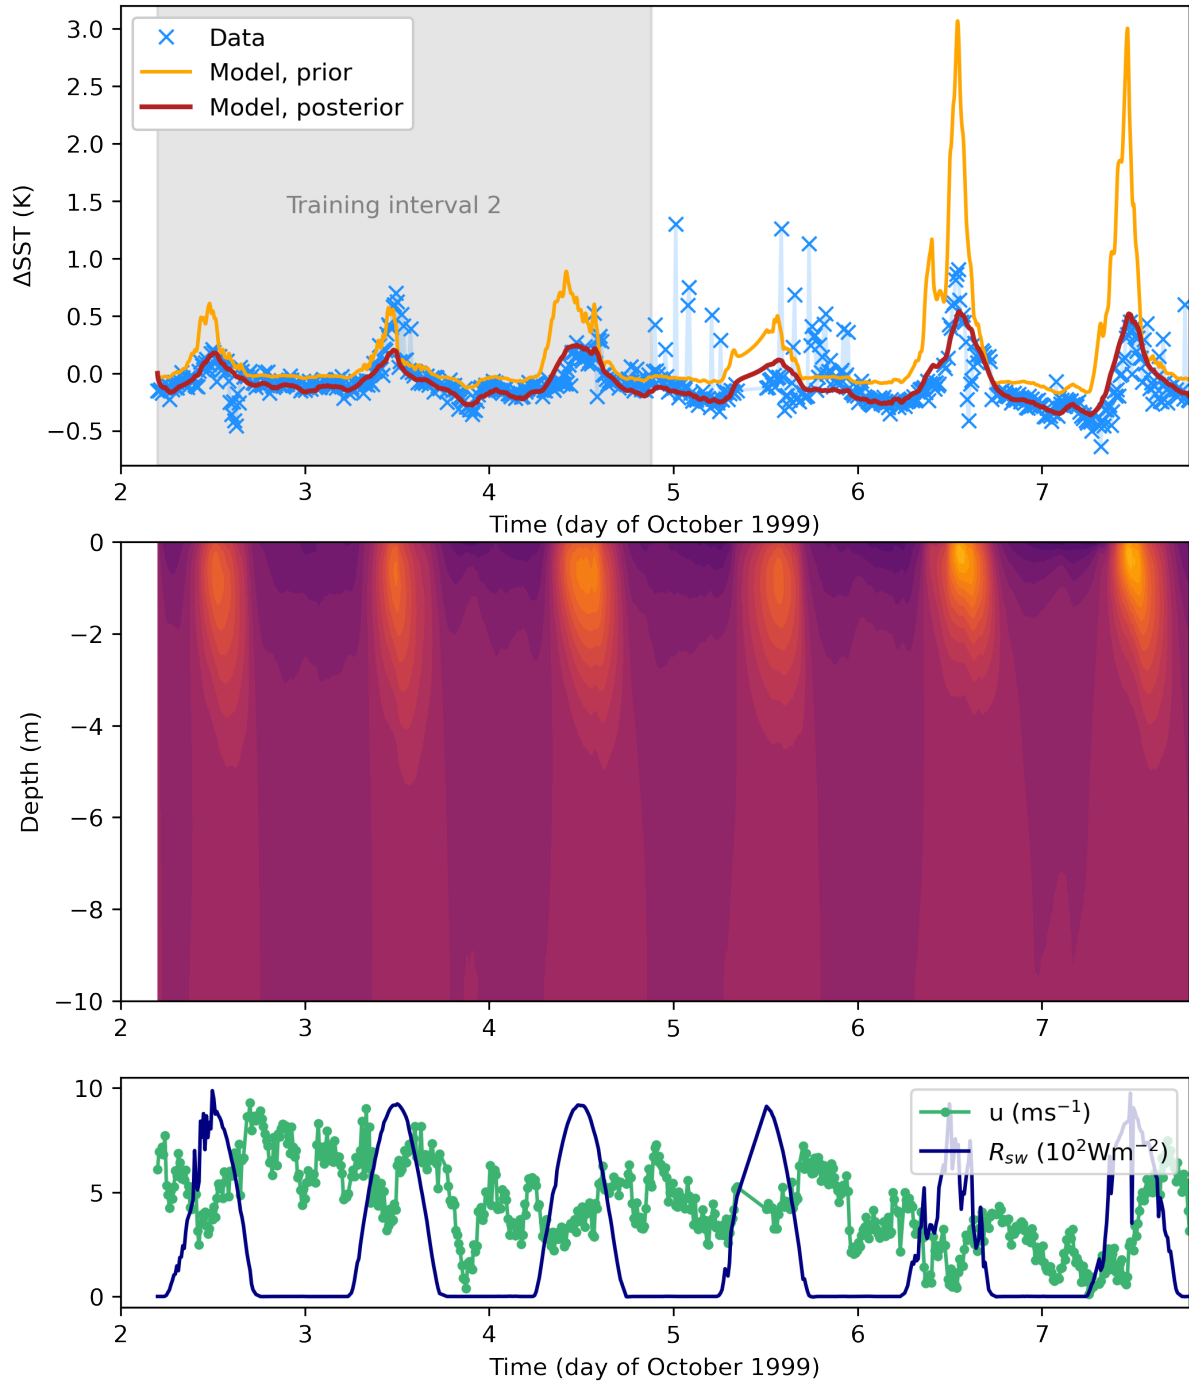 3.0
2.5
2.0
1.5
1.0
0.5
0.0
−0.5
ΔSST (K)
Data
Model, prior
Model, posterior
Training interval 2
2 3 4 5 6 7
Time (day of October 1999)
0
−2
−4
−6
−8
−10
Depth (m)
2 3 4 5 6 7
10
5
0
u (ms⁻¹)
R_sw (10²Wm⁻²)
2 3 4 5 6 7
Time (day of October 1999)